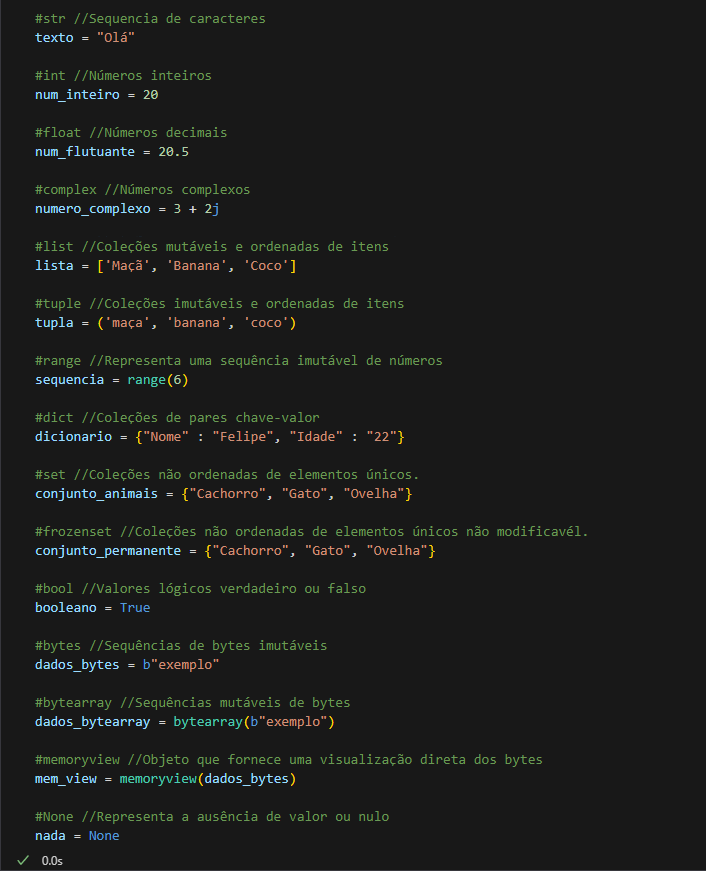 #str //Sequencia de caracteres
texto = "Olá"
#int //Números inteiros
num_inteiro = 20
#float //Números decimais
num_flutuante = 20.5
#complex //Números complexos
numero_complexo = 3 + 2j
#list //Coleções mutáveis e ordenadas de itens
lista = ['Maçã', 'Banana', 'Coco']
#tuple //Coleções imutáveis e ordenadas de itens
tupla = ('maça', 'banana', 'coco')
#range //Representa uma sequência imutável de números
sequencia = range(6)
#dict //Coleções de pares chave-valor
dicionario = {"Nome" : "Felipe", "Idade" : "22"}
#set //Coleções não ordenadas de elementos únicos.
conjunto_animais = {"Cachorro", "Gato", "Ovelha"}
#frozenset //Coleções não ordenadas de elementos únicos não modificavél.
conjunto_permanente = {"Cachorro", "Gato", "Ovelha"}
#bool //Valores lógicos verdadeiro ou falso
booleano = True
#bytes //Sequências de bytes imutáveis
dados_bytes = b"exemplo"
#bytearray //Sequências mutáveis de bytes
dados_bytearray = bytearray(b"exemplo")
#memoryview //Objeto que fornece uma visualização direta dos bytes
mem_view = memoryview(dados_bytes)
#None //Representa a ausência de valor ou nulo
nada = None
0.0s